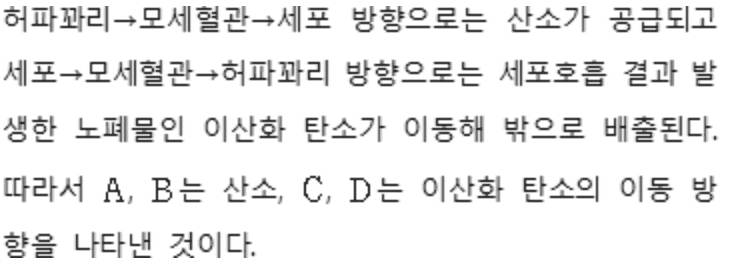 허파꽈리→모세혈관→세포 방향으로는 산소가 공급되고
세포→모세혈관→허파꽈리 방향으로는 세포호흡 결과 발
생한 노폐물인 이산화 탄소가 이동해 밖으로 배출된다.
따라서 A, B는 산소, C, D는 이산화 탄소의 이동 방
향을 나타낸 것이다.